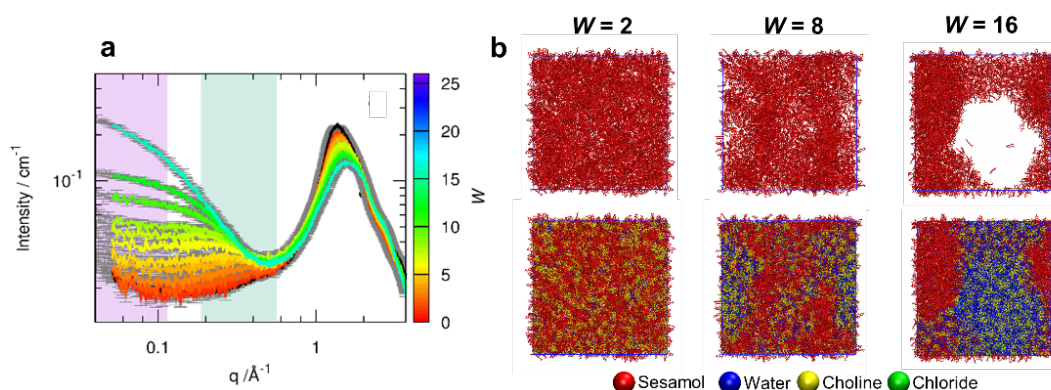 a
Intensity / cm⁻¹
10⁻¹
0.1
1
q /Å⁻¹
25
20
15
10
5
0
W
b
W = 2
W = 8
W = 16
Sesamol Water Choline Chloride